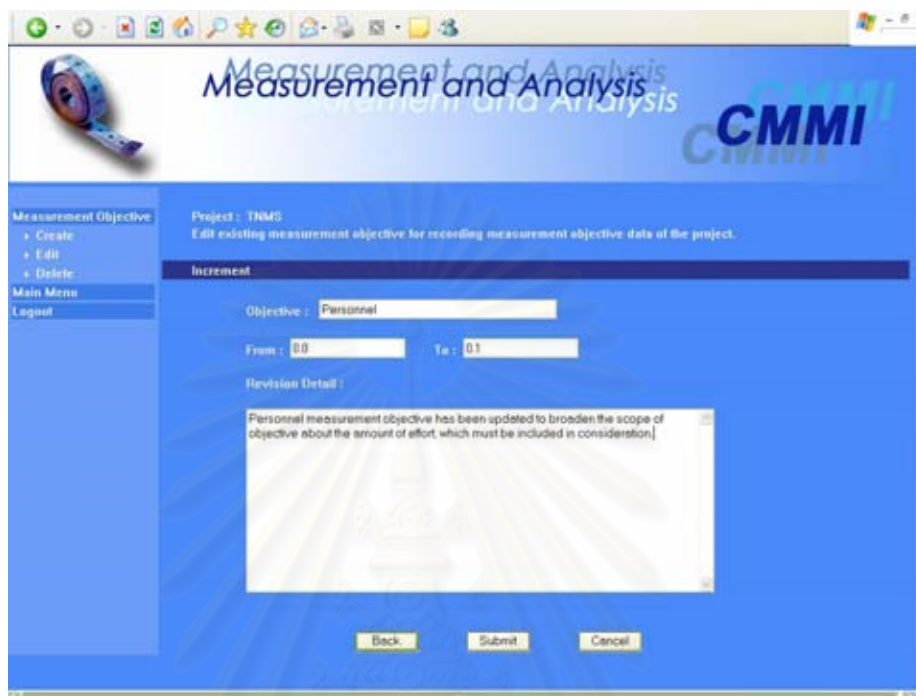 Measurement and Analysis
CMMI
Measurement Objective
Create
Edit
Delete
Main Menu
Logout
Project : TNMS
Edit existing measurement objective for recording measurement objective data of the project.
Increment
Objective : Personnel
From : 0.0 To : 0.1
Revision Detail :
Personnel measurement objective has been updated to broaden the scope of
objective about the amount of effort, which must be included in consideration.
Back Submit Cancel